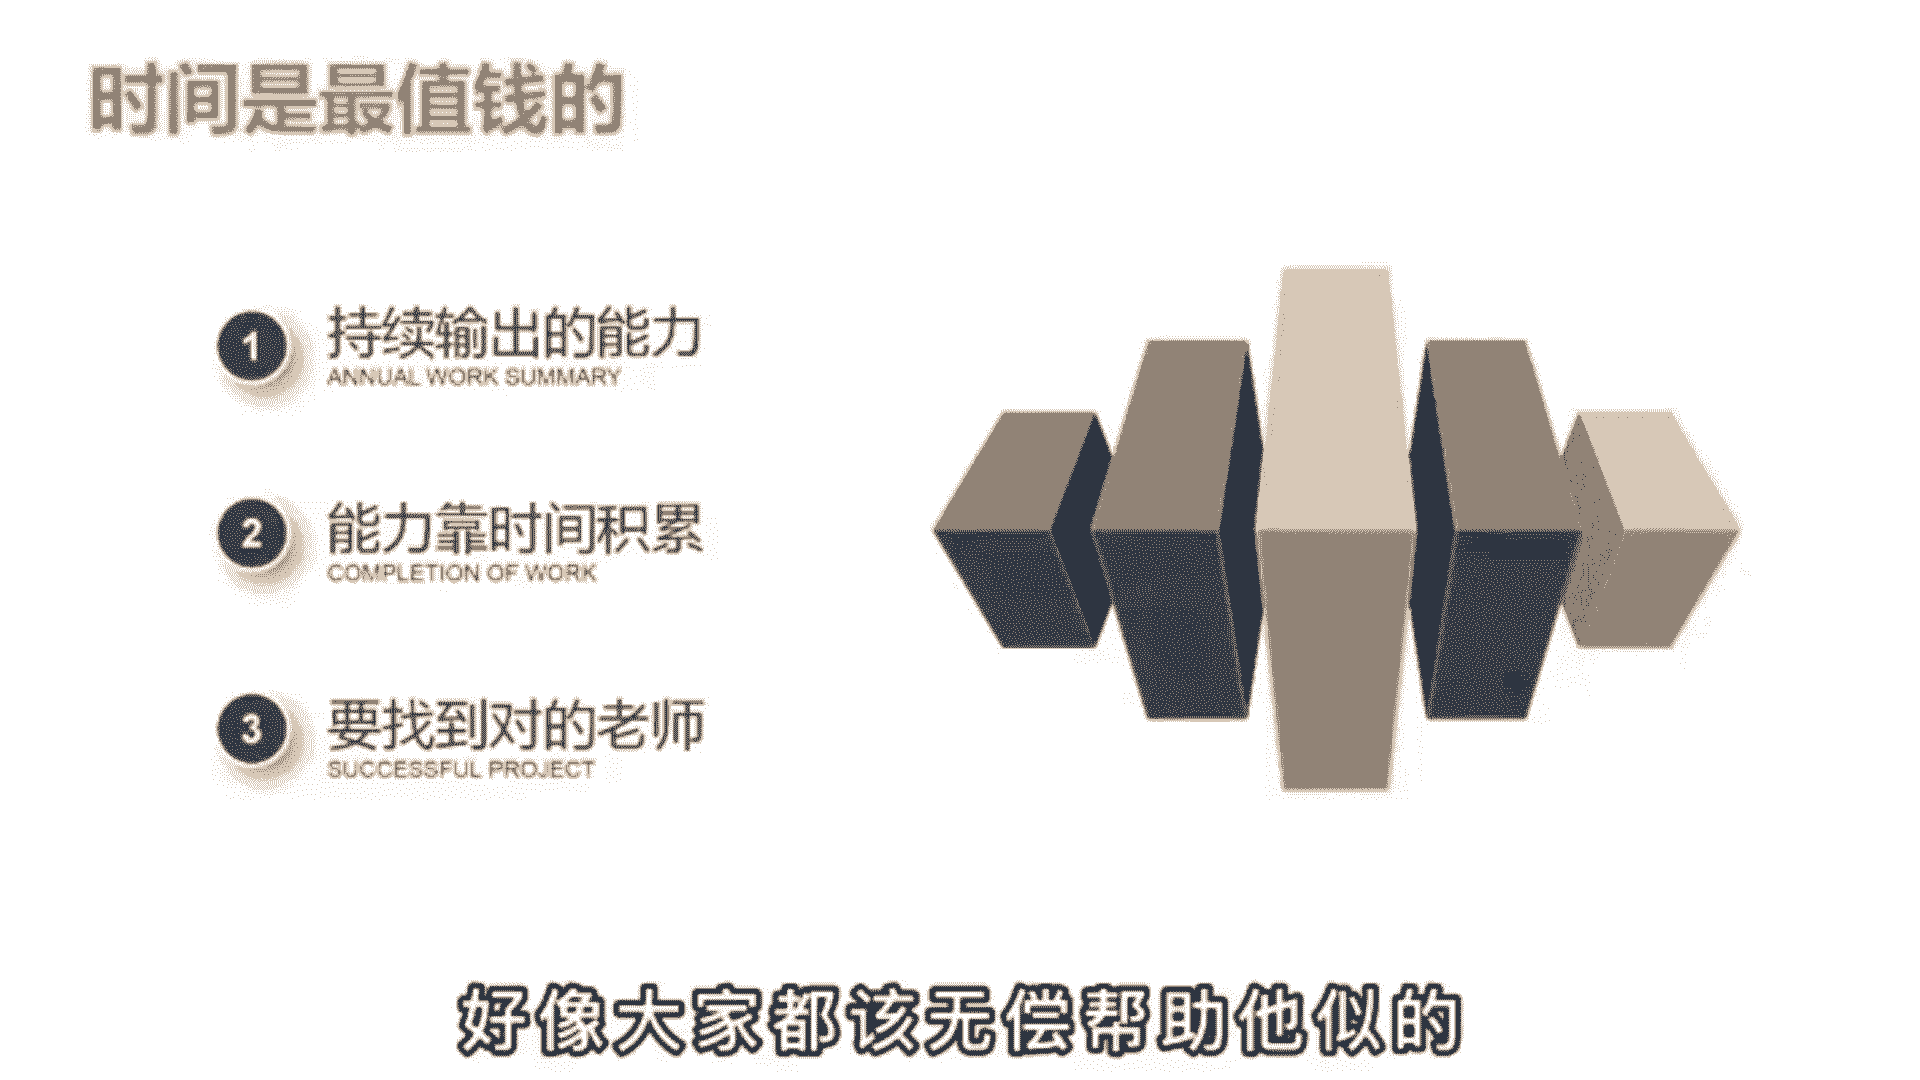 时间是最值钱的
1
持续输出的能力
ANNUAL WORK SUMMARY
2
能力靠时间积累
COMPLETION OF WORK
3
要找到对的老师
SUCCESSFUL PROJECT
好像大家都该无偿帮助他似的